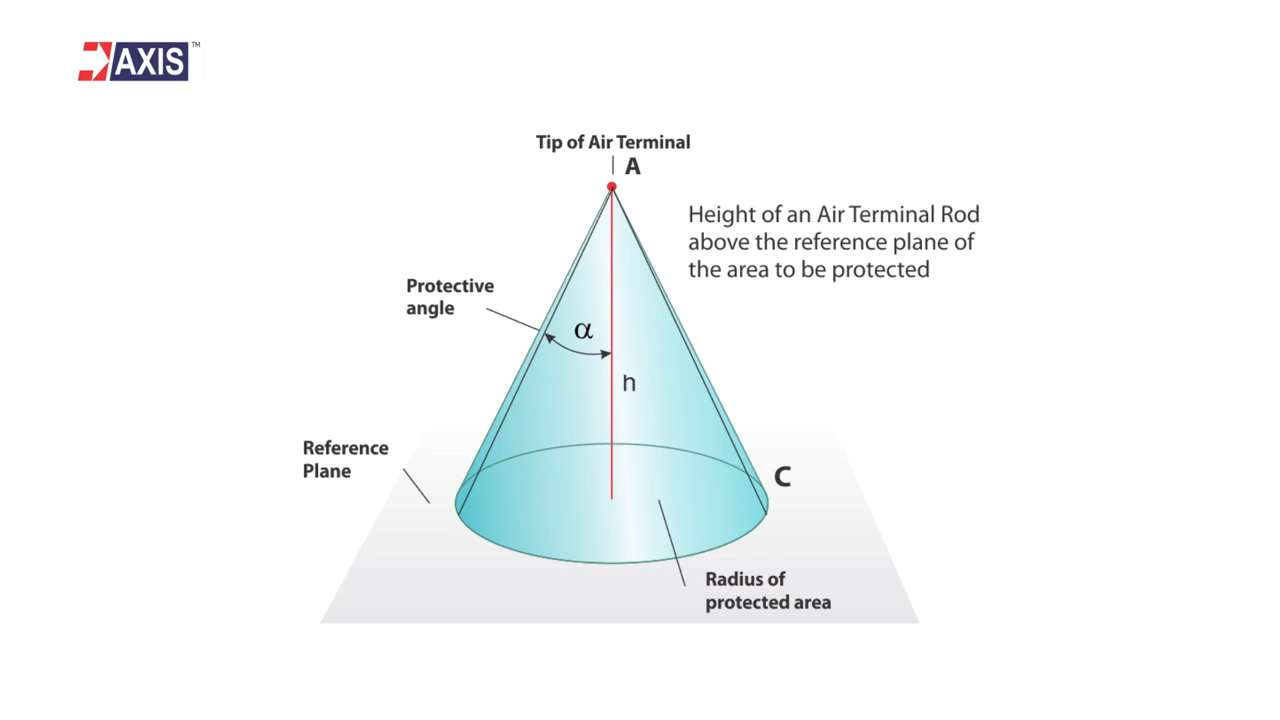 AXIS™
Tip of Air Terminal
A
Height of an Air Terminal Rod
above the reference plane of
the area to be protected
Protective
angle
α
h
Reference
Plane
C
Radius of
protected area